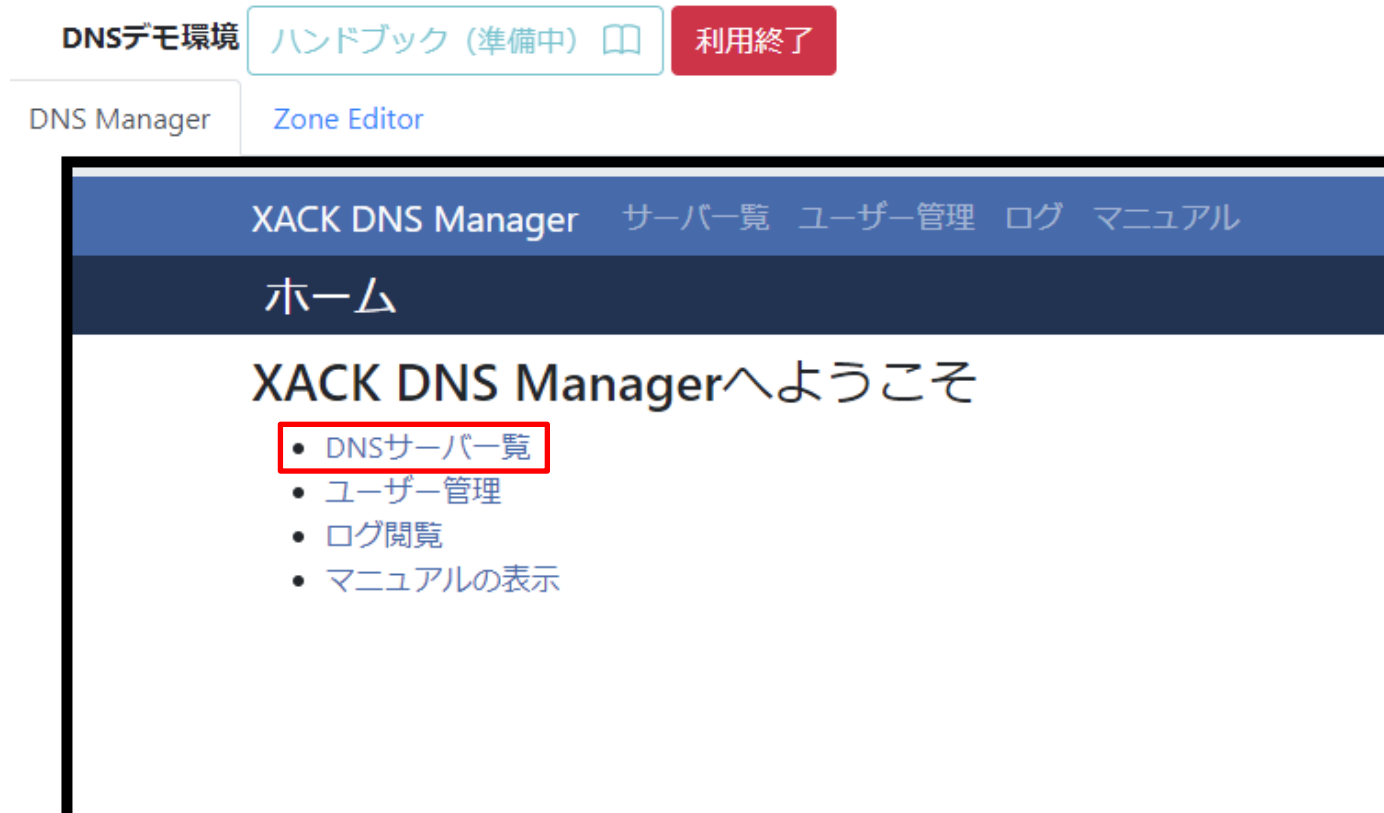 DNSデモ環境 ハンドブック (準備中) 利用終了
DNS Manager Zone Editor
XACK DNS Manager サーバ一覧 ユーザー管理 ログ マニュアル
ホーム
XACK DNS Managerへようこそ
• DNSサーバ一覧
• ユーザー管理
• ログ閲覧
• マニュアルの表示